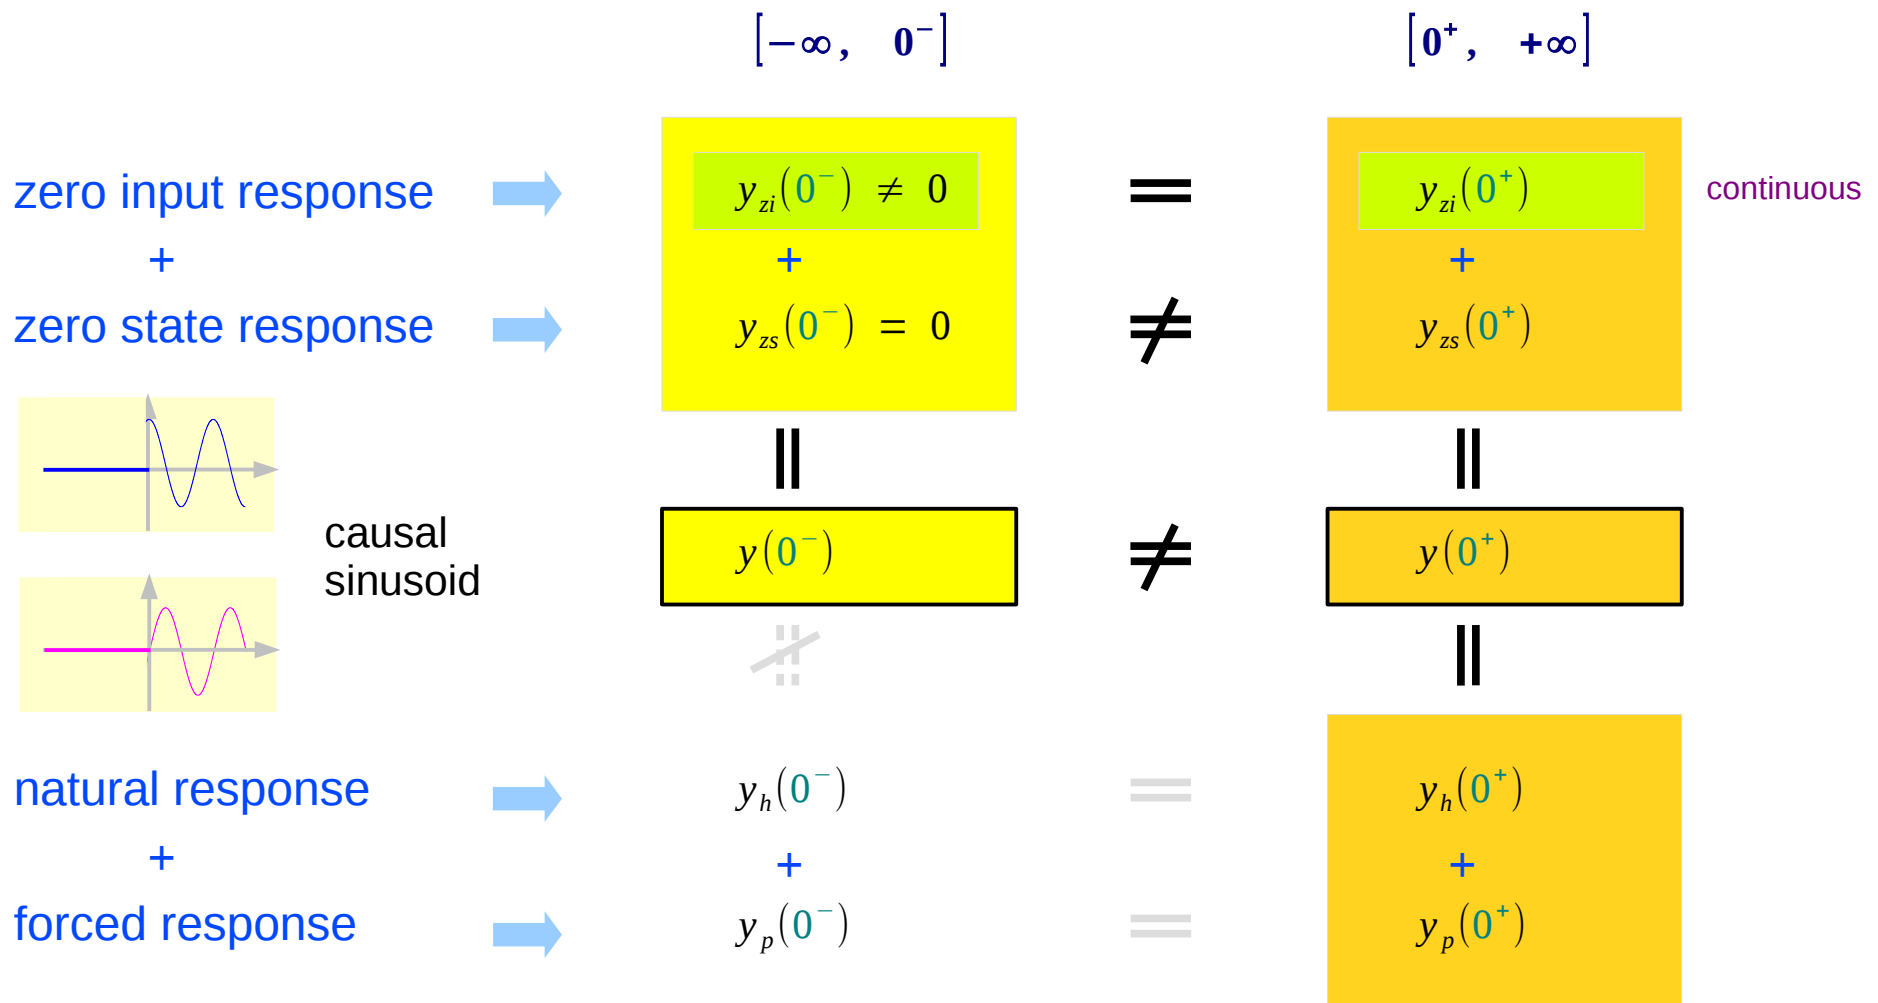 [−∞, 0⁻] [0⁺, +∞]
zero input response y_zi(0⁻) ≠ 0 = y_zi(0⁺) continuous
+ + +
zero state response y_zs(0⁻) = 0 ≠ y_zs(0⁺)
= =
causal
sinusoid
y(0⁻) ≠ y(0⁺)
≠ =
natural response y_h(0⁻) = y_h(0⁺)
+ + +
forced response y_p(0⁻) = y_p(0⁺)